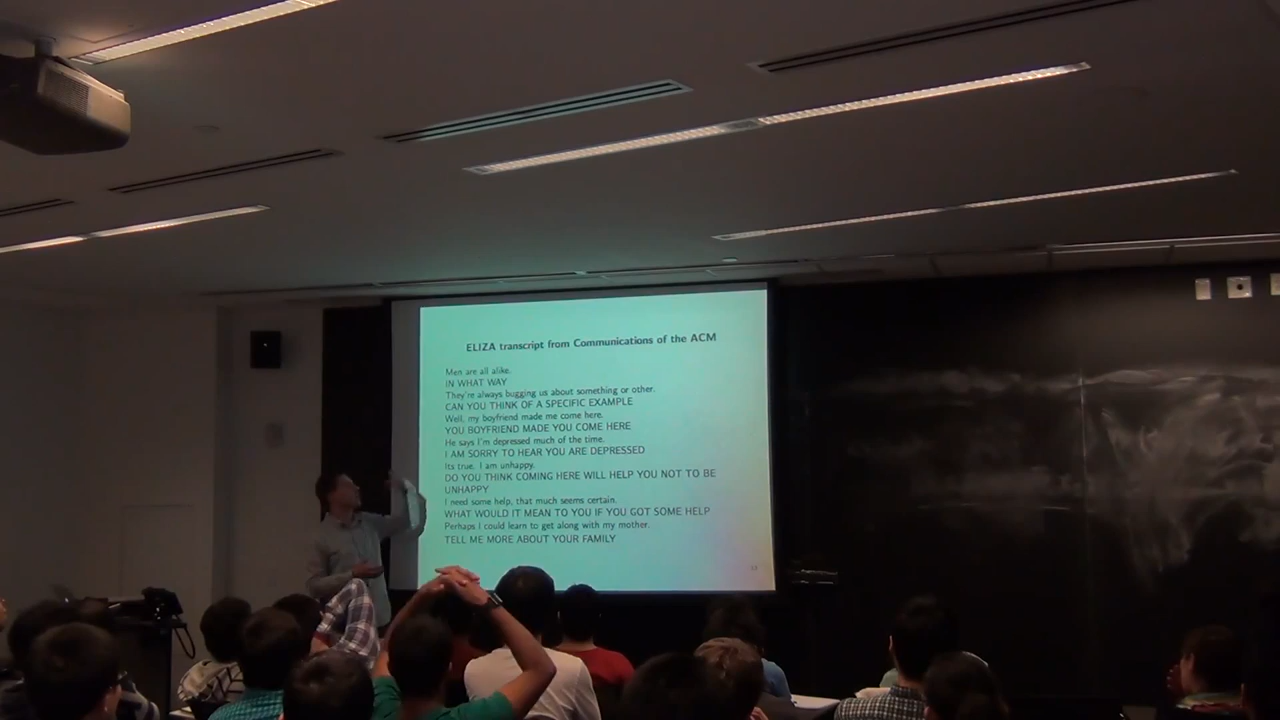 ELIZA transcript from Communications of the ACM
Men are all alike.
IN WHAT WAY
They're always bugging us about something or other.
CAN YOU THINK OF A SPECIFIC EXAMPLE
Well, my boyfriend made me come here.
YOU BOYFRIEND MADE YOU COME HERE
He says I'm depressed much of the time.
I AM SORRY TO HEAR YOU ARE DEPRESSED
Its true. I am unhappy.
DO YOU THINK COMING HERE WILL HELP YOU NOT TO BE
UNHAPPY
I need some help, that much seems certain.
WHAT WOULD IT MEAN TO YOU IF YOU GOT SOME HELP
Perhaps I could learn to get along with my mother.
TELL ME MORE ABOUT YOUR FAMILY